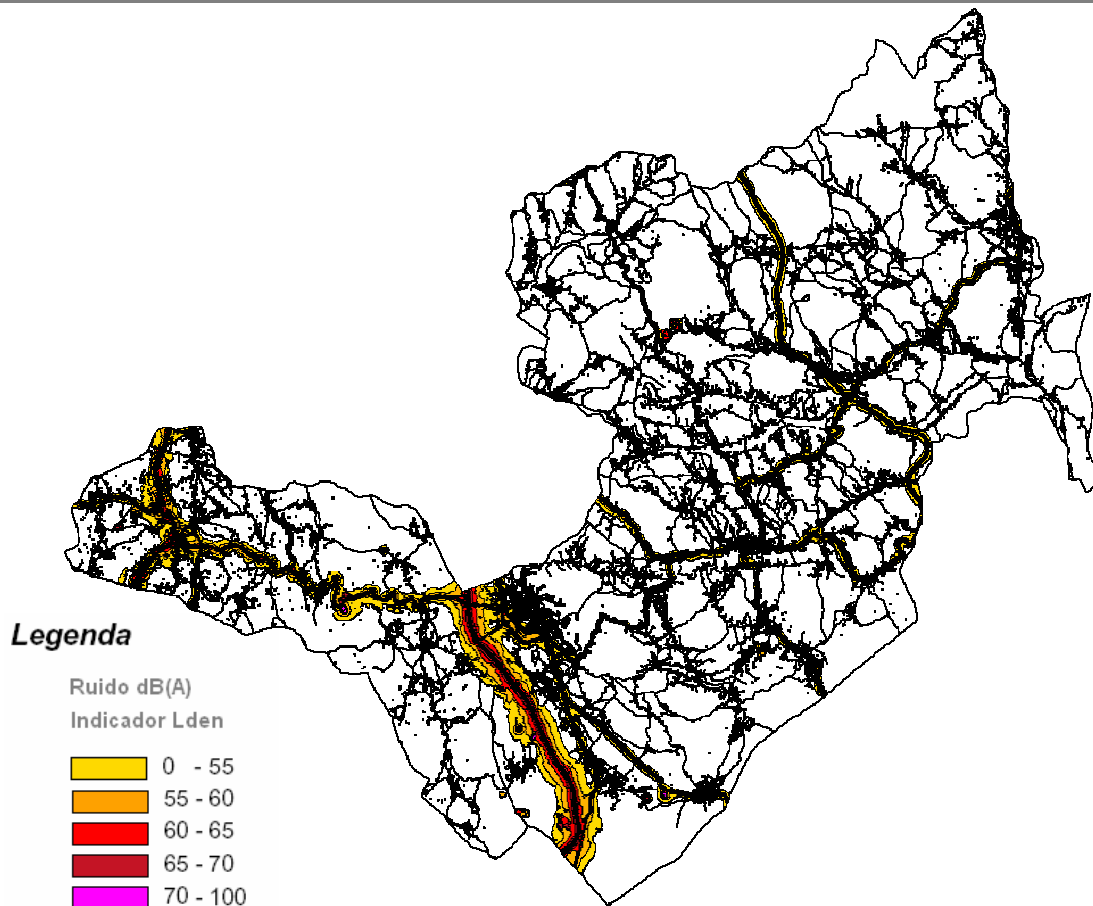 Legenda
Ruido dB(A)
Indicador Lden
0 - 55
55 - 60
60 - 65
65 - 70
70 - 100